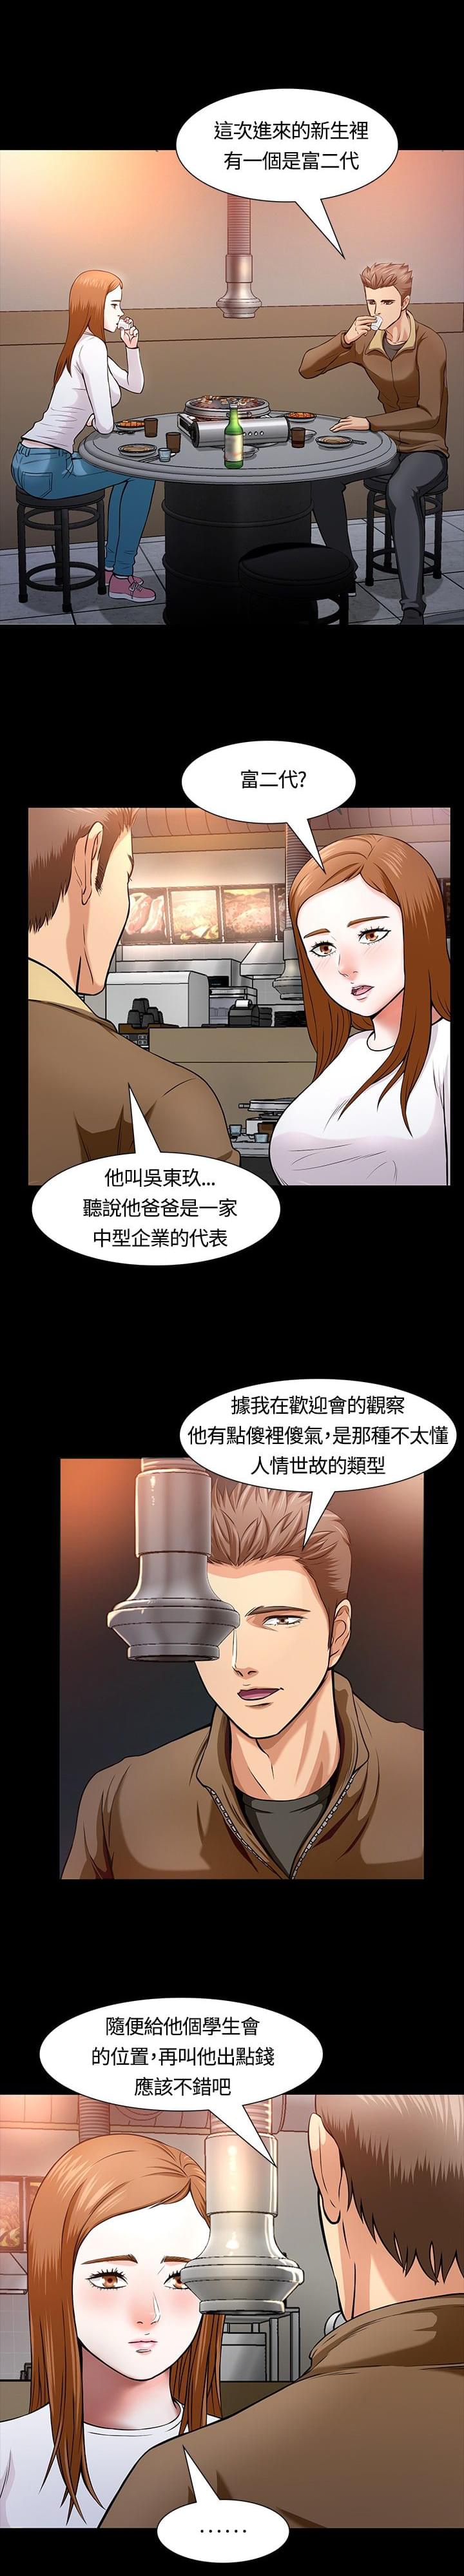 這次進來的新生裡
有一個是富二代
富二代?
他叫吳東玖...
聽說他爸爸是一家
中型企業的代表
據我在歡迎會的觀察
他有點傻裡傻氣，是那種不太懂
人情世故的類型
隨便給他個學生會
的位置，再叫他出點錢
應該不錯吧
......